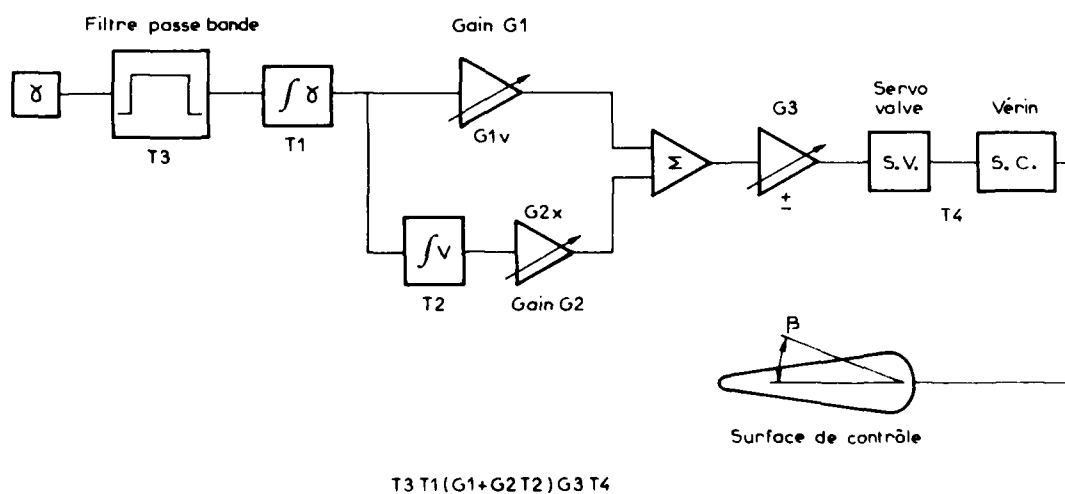 Filtre passe bande
Gain G1
ɣ
∫ ɣ
T3
T1
G1v
Σ
G3
±
Servo
valve
S.V.
Vérin
S.C.
T4
G2x
∫ v
T2
Gain G2
β
Surface de contrôle
T3 T1 (G1+G2 T2) G3 T4